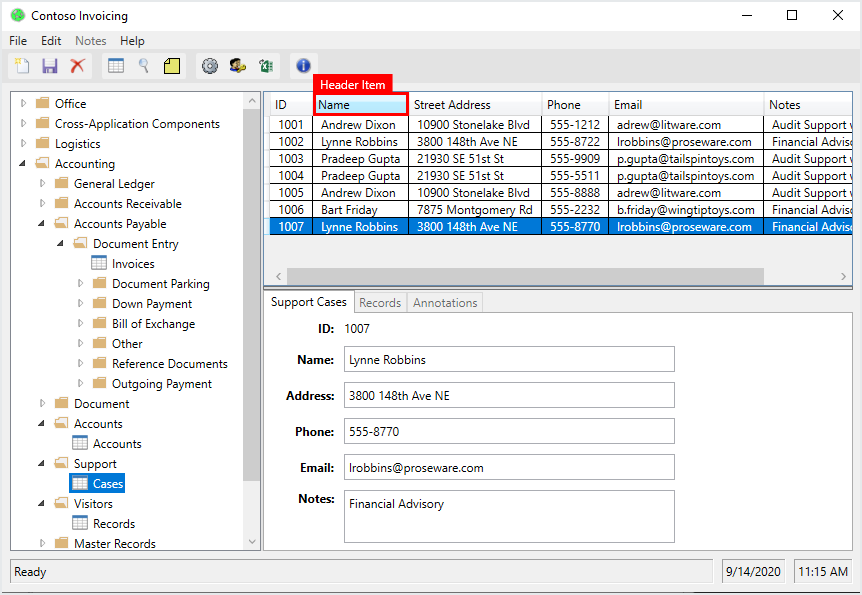 Contoso Invoicing
File Edit Notes Help
Header Item
Office
Cross-Application Components
Logistics
Accounting
General Ledger
Accounts Receivable
Accounts Payable
Document Entry
Invoices
Document Parking
Down Payment
Bill of Exchange
Other
Reference Documents
Outgoing Payment
Document
Accounts
Accounts
Support
Cases
Visitors
Records
Master Records
ID Name Street Address Phone Email Notes
1001 Andrew Dixon 10900 Stonelake Blvd 555-1212 adrew@litware.com Audit Support
1002 Lynne Robbins 3800 148th Ave NE 555-8722 lrobbins@proseware.com Financial Adviso
1003 Pradeep Gupta 21930 SE 51st St 555-9909 p.gupta@tailspintoys.com Audit Support
1004 Pradeep Gupta 21930 SE 51st St 555-5511 p.gupta@tailspintoys.com Audit Support
1005 Andrew Dixon 10900 Stonelake Blvd 555-8888 adrew@litware.com Audit Support
1006 Bart Friday 7875 Montgomery Rd 555-2232 b.friday@wingtiptoys.com Financial Adviso
1007 Lynne Robbins 3800 148th Ave NE 555-8770 lrobbins@proseware.com Financial Adviso
Support Cases Records Annotations
ID: 1007
Name: Lynne Robbins
Address: 3800 148th Ave NE
Phone: 555-8770
Email: lrobbins@proseware.com
Notes: Financial Advisory
Ready 9/14/2020 11:15 AM